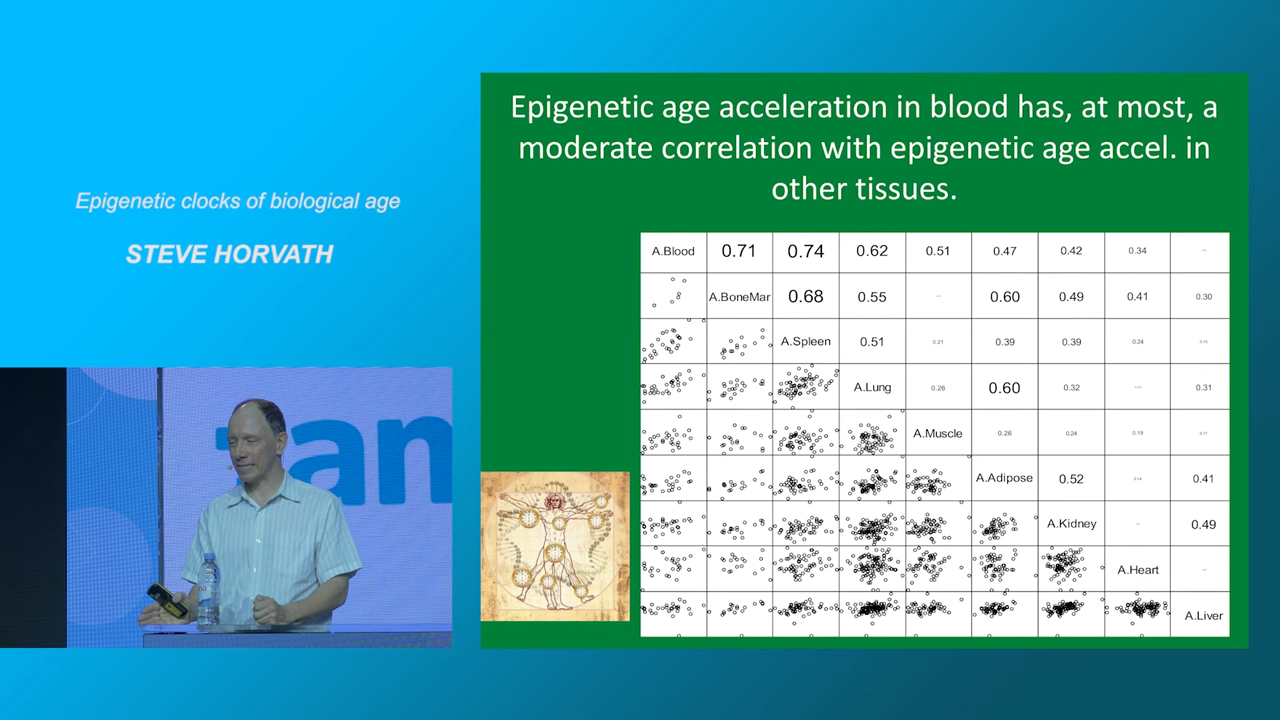 Epigenetic clocks of biological age
STEVE HORVATH
tan
Epigenetic age acceleration in blood has, at most, a
moderate correlation with epigenetic age accel. in
other tissues.
A.Blood 0.71 0.74 0.62 0.51 0.47 0.42 0.34
A.BoneMar 0.68 0.55 0.60 0.49 0.41 0.30
A.Spleen 0.51 0.21 0.39 0.39 0.24
A.Lung 0.26 0.60 0.32 0.31
A.Muscle 0.26 0.24 0.19
A.Adipose 0.52 0.41
A.Kidney 0.49
A.Heart
A.Liver